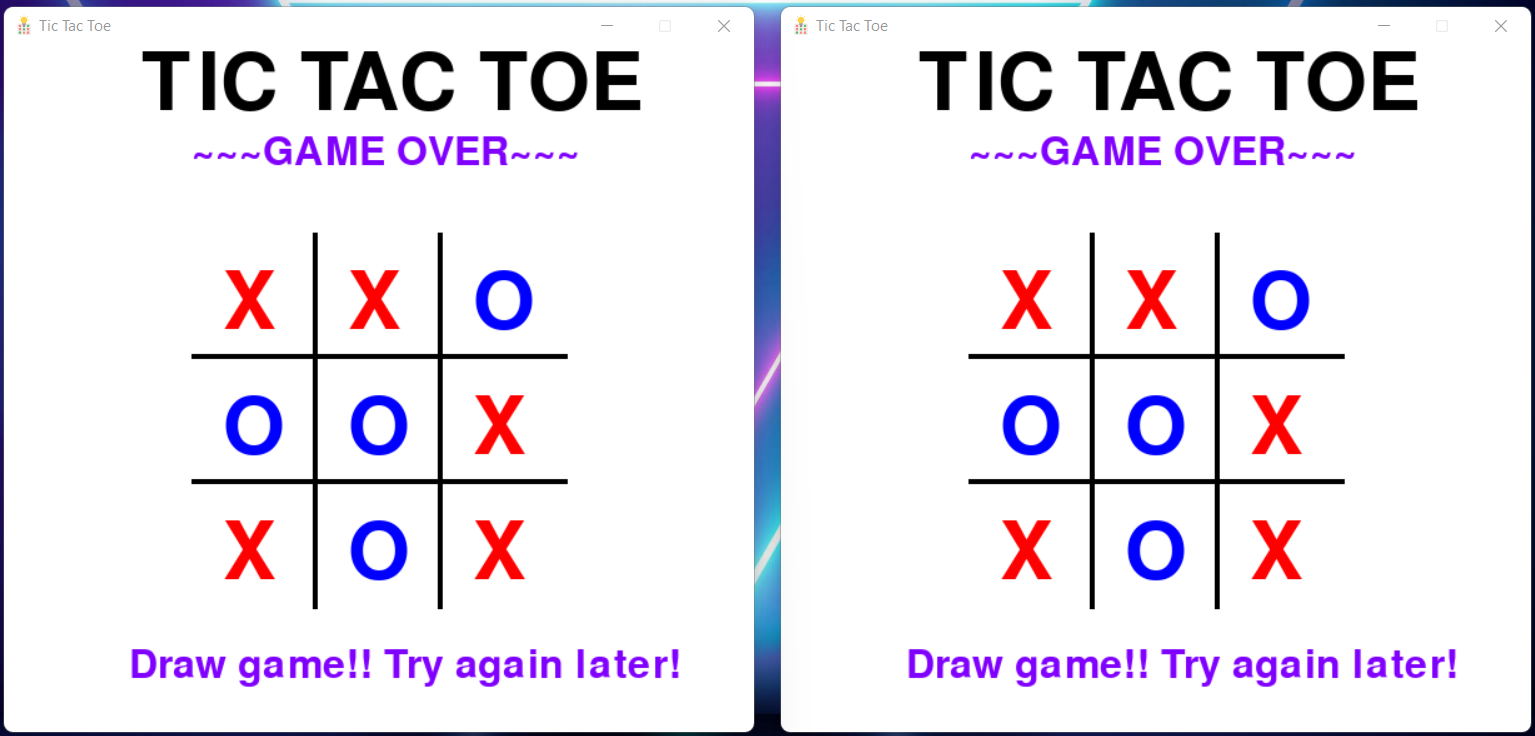 Tic Tac Toe
TIC TAC TOE
~~~GAME OVER~~~
X X O
O O X
X O X
Draw game!! Try again later!
Tic Tac Toe
TIC TAC TOE
~~~GAME OVER~~~
X X O
O O X
X O X
Draw game!! Try again later!